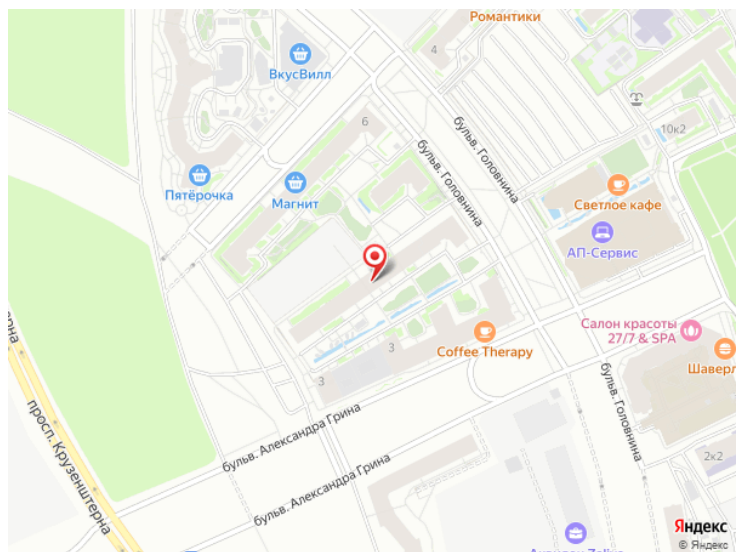 Романтики
4
ВкусВилл
6
бульв. Головнина
бульв. Головнина
10к2
Пятёрочка
Магнит
Светлое кафе
АП-Сервис
Салон красоты
27/7 & SPA
Coffee Therapy
3
3
просп. Крузенштерна
бульв. Александра Грина
бульв. Александра Грина
бульв. Головнина
2к2
Яндекс
© Яндекс